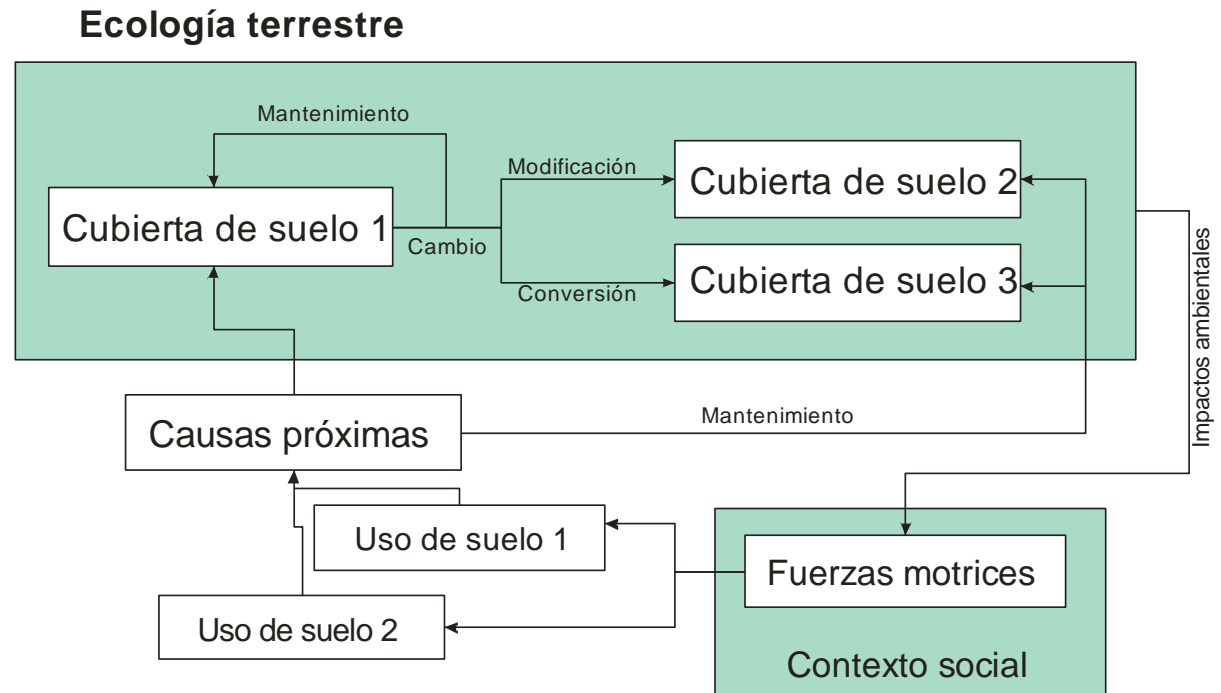 Ecología terrestre
Mantenimiento
Modificación
Cubierta de suelo 2
Cubierta de suelo 1
Cambio
Cubierta de suelo 3
Conversión
Impactos ambientales
Causas próximas
Mantenimiento
Uso de suelo 1
Fuerzas motrices
Uso de suelo 2
Contexto social